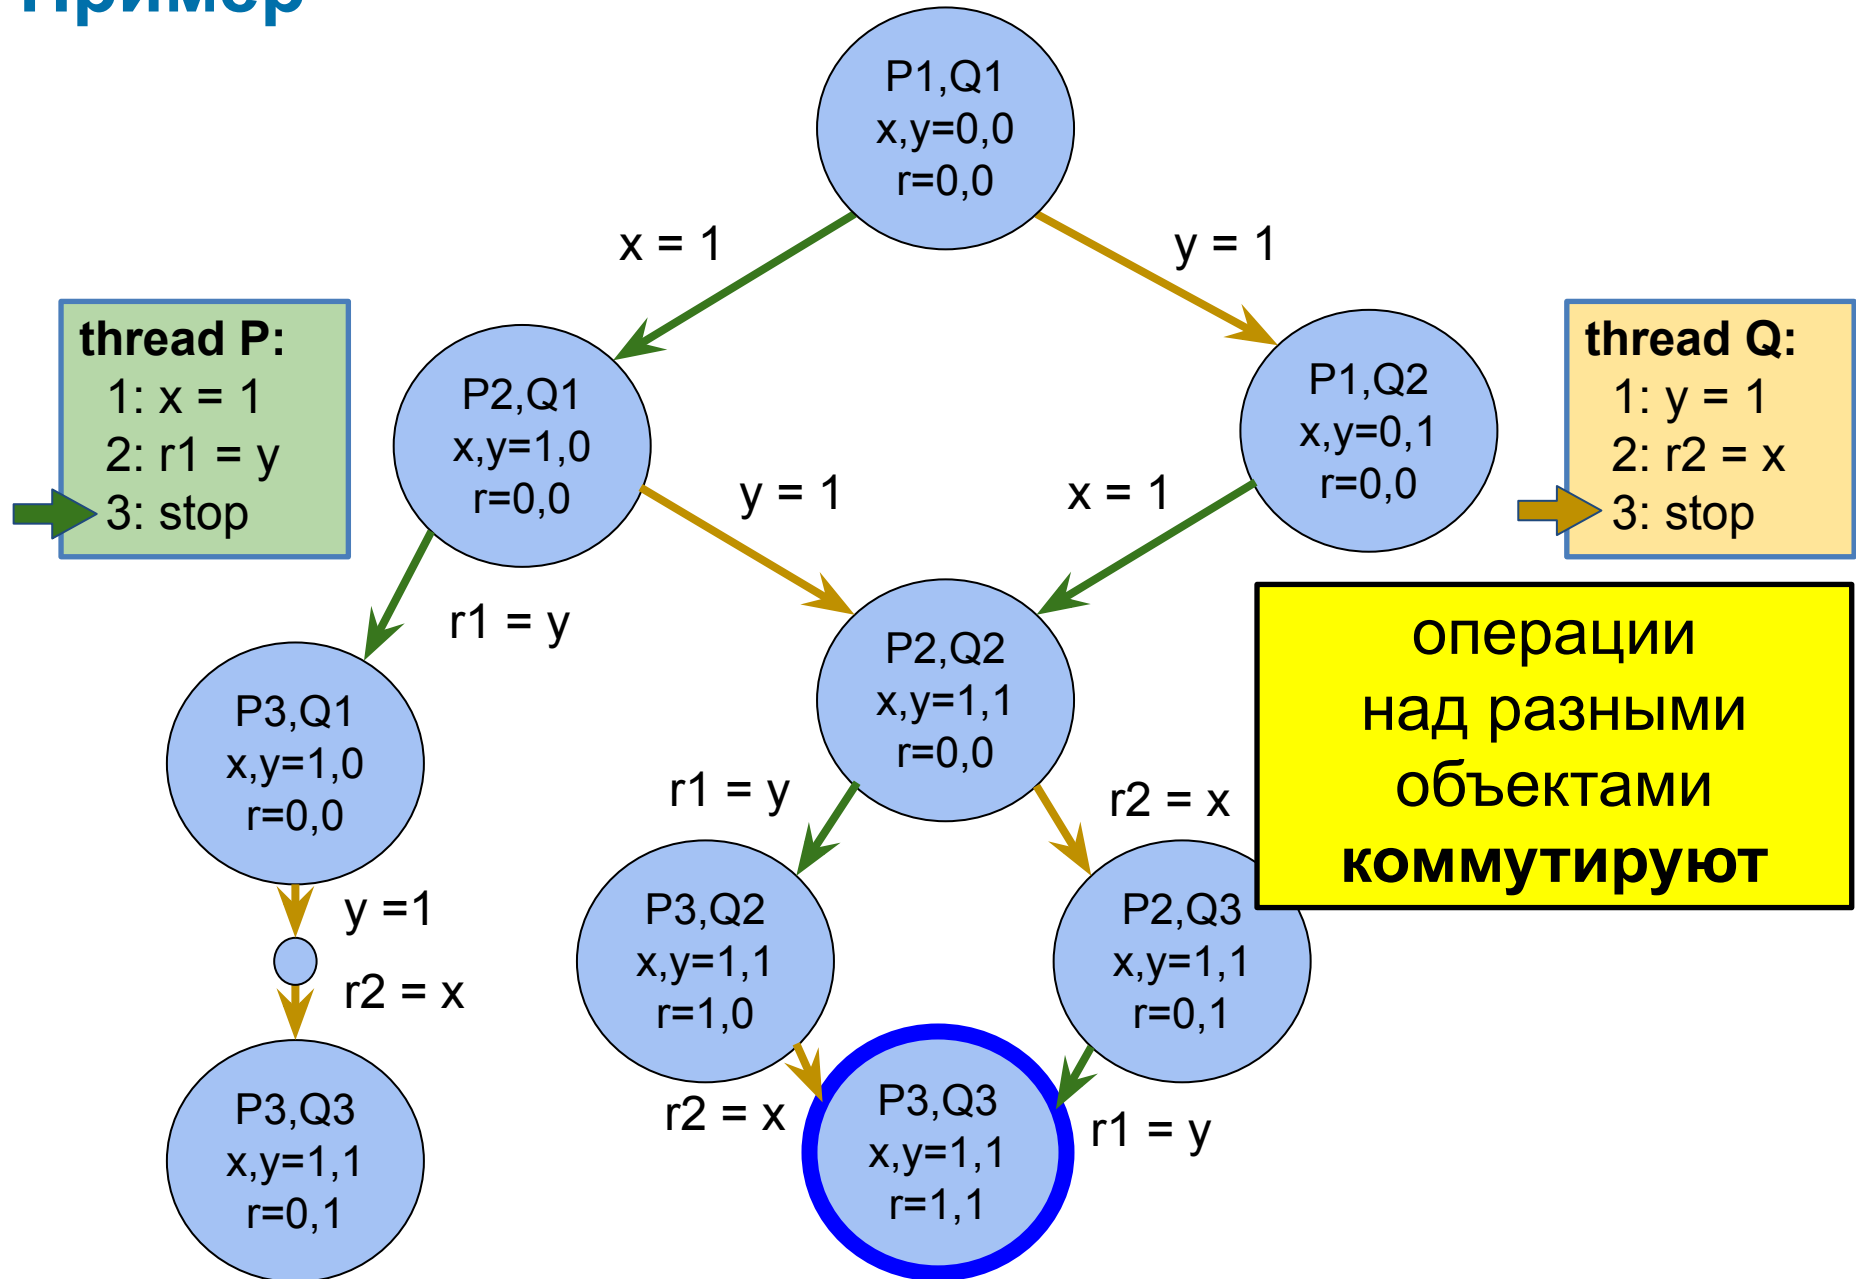 Пример
P1,Q1
x,y=0,0
r=0,0
x = 1
y = 1
thread P:
1: x = 1
2: r1 = y
3: stop
P2,Q1
x,y=1,0
r=0,0
P1,Q2
x,y=0,1
r=0,0
thread Q:
1: y = 1
2: r2 = x
3: stop
y = 1
x = 1
r1 = y
P2,Q2
x,y=1,1
r=0,0
операции
над разными
объектами
коммутируют
P3,Q1
x,y=1,0
r=0,0
r1 = y
r2 = x
y =1
r2 = x
P3,Q2
x,y=1,1
r=1,0
P2,Q3
x,y=1,1
r=0,1
P3,Q3
x,y=1,1
r=0,1
r2 = x
P3,Q3
x,y=1,1
r=1,1
r1 = y